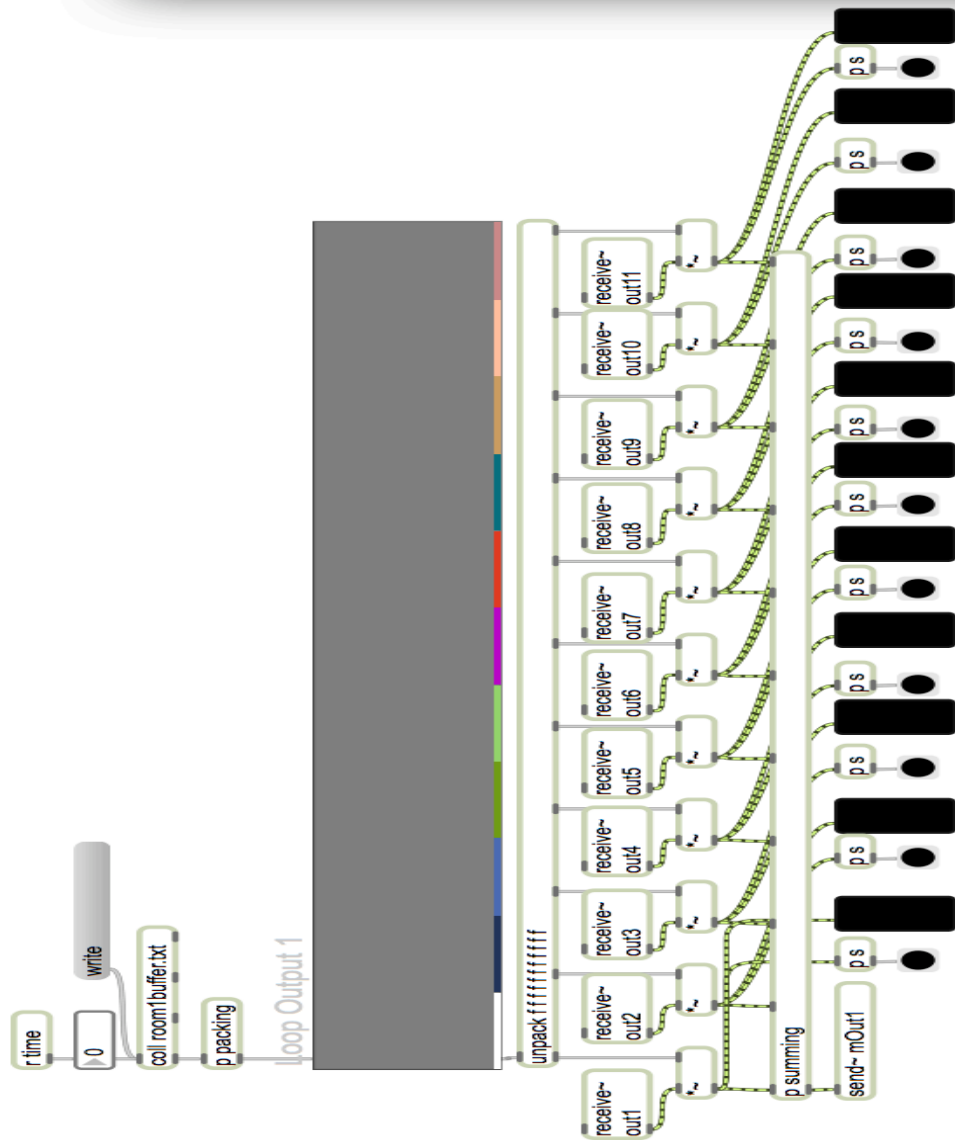 r time
0
write
coll room1buffer.txt
p packing
Loop Output 1
unpack f f f f f f f f f f f
receive~
out1
receive~
out2
receive~
out3
receive~
out4
receive~
out5
receive~
out6
receive~
out7
receive~
out8
receive~
out9
receive~
out10
receive~
out11
*~
*~
*~
*~
*~
*~
*~
*~
*~
*~
*~
p summing
send~ mOut1
p s
p s
p s
p s
p s
p s
p s
p s
p s
p s
p s